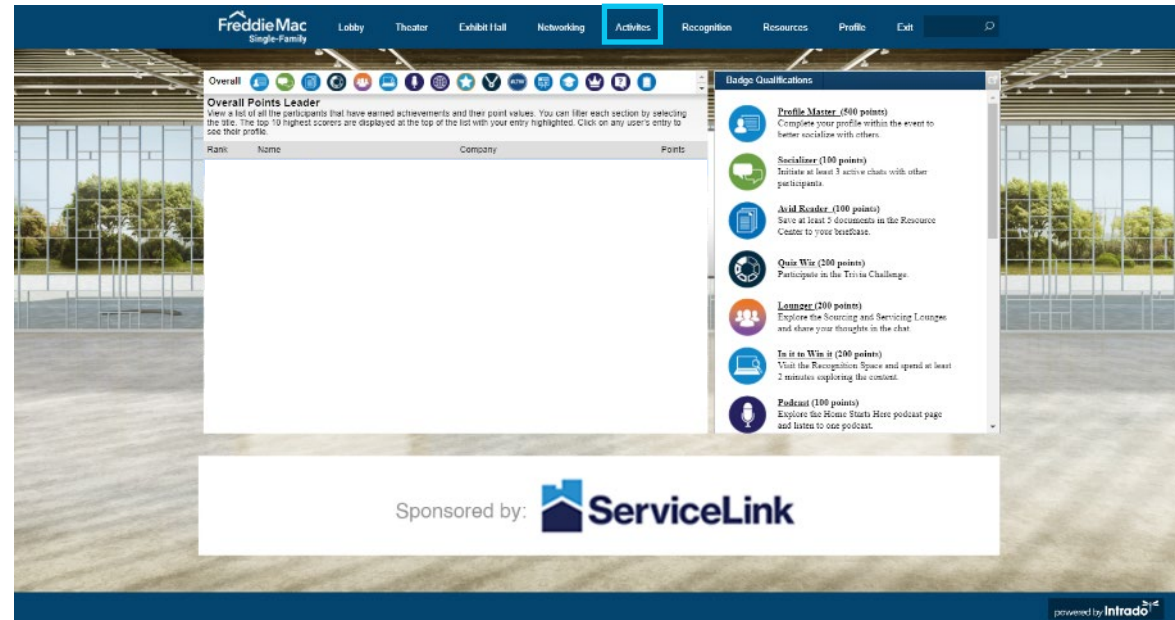 FreddieMac
Single-Family
Lobby
Theater
Exhibit Hall
Networking
Activites
Recognition
Resources
Profile
Exit
Overall
Overall Points Leader
View a list of all the participants that have earned achievements and their point values. You can filter each section by selecting
the title. The top 10 highest scorers are displayed at the top of the list with your entry highlighted. Click on any user's entry to
see their profile.
Rank Name Company Points
Badge Qualifications
Profile Master (500 points)
Complete your profile within the event to
better socialize with others.
Socializer (100 points)
Initiate at least 3 active chats with other
participants.
Avid Reader (100 points)
Save at least 5 documents in the Resource
Center to your briefcase.
Quiz Wiz (200 points)
Participate in the Trivia Challenge.
Lounger (200 points)
Explore the Sourcing and Servicing Lounges
and share your thoughts in the chat.
In it to Win it (200 points)
Visit the Recognition Space and spend at least
2 minutes exploring the content.
Podcast (100 points)
Explore the Home Starts Here podcast page
and listen to one podcast.
Sponsored by: ServiceLink
powered by Intrado